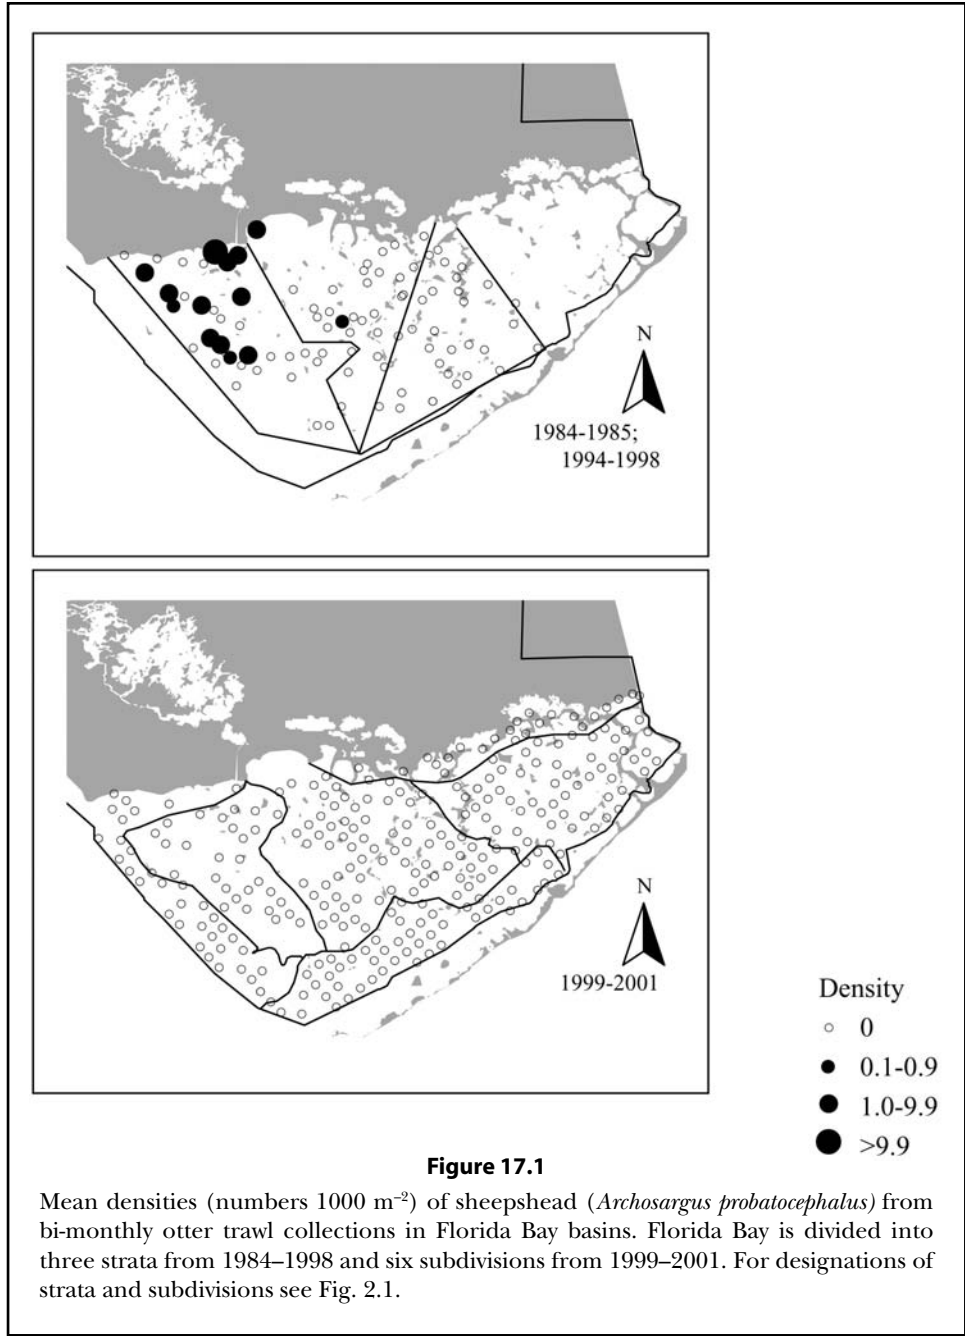 N
1984-1985;
1994-1998
N
1999-2001
Density
0
0.1-0.9
1.0-9.9
>9.9
Figure 17.1
Mean densities (numbers 1000 m⁻²) of sheepshead (Archosargus probatocephalus) from
bi-monthly otter trawl collections in Florida Bay basins. Florida Bay is divided into
three strata from 1984–1998 and six subdivisions from 1999–2001. For designations of
strata and subdivisions see Fig. 2.1.